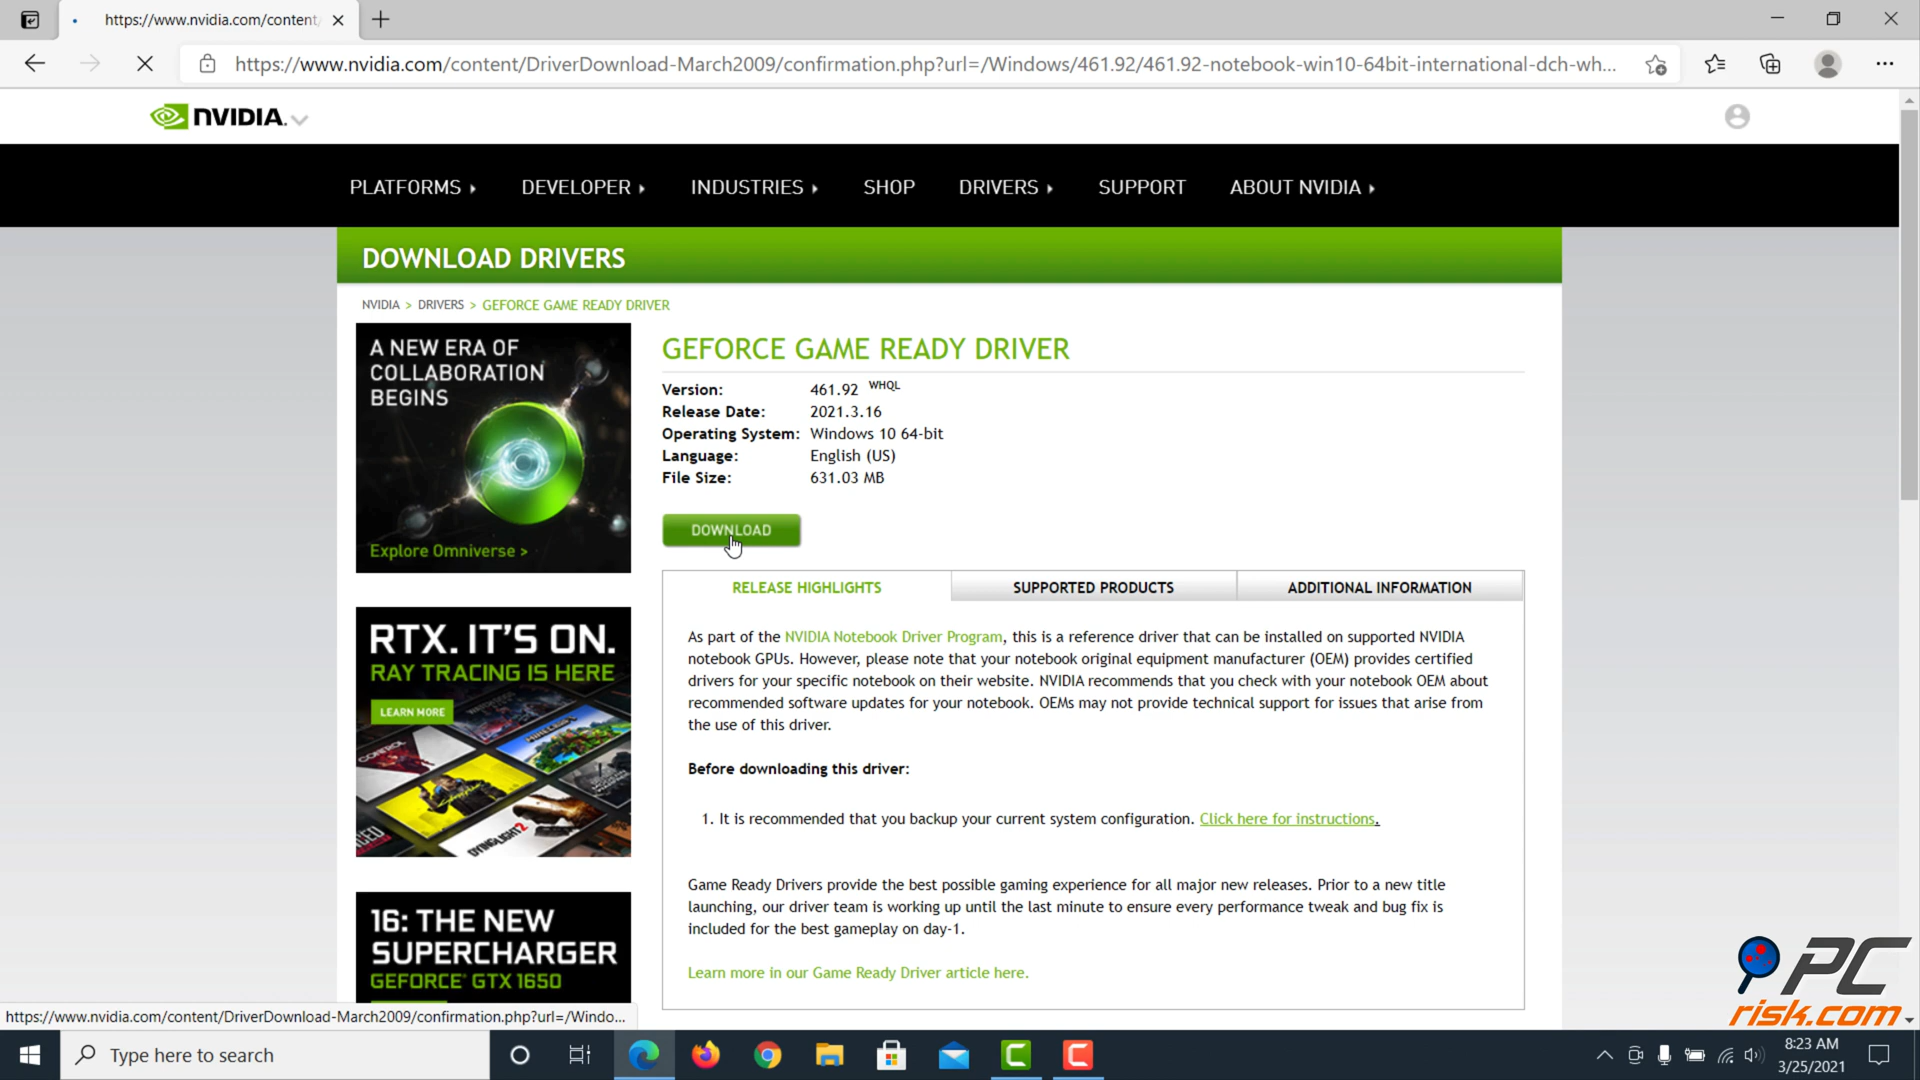 https://www.nvidia.com/content/
https://www.nvidia.com/content/DriverDownload-March2009/confirmation.php?url=/Windows/461.92/461.92-notebook-win10-64bit-international-dch-wh...
NVIDIA.
PLATFORMS DEVELOPER INDUSTRIES SHOP DRIVERS SUPPORT ABOUT NVIDIA
DOWNLOAD DRIVERS
NVIDIA > DRIVERS > GEFORCE GAME READY DRIVER
A NEW ERA OF
COLLABORATION
BEGINS
Explore Omniverse >
RTX. IT'S ON.
RAY TRACING IS HERE
LEARN MORE
CONTROL
MINECRAFT
DYING LIGHT 2
16: THE NEW
SUPERCHARGER
GEFORCE® GTX 1650
GEFORCE GAME READY DRIVER
Version: 461.92 WHQL
Release Date: 2021.3.16
Operating System: Windows 10 64-bit
Language: English (US)
File Size: 631.03 MB
DOWNLOAD
RELEASE HIGHLIGHTS SUPPORTED PRODUCTS ADDITIONAL INFORMATION
As part of the NVIDIA Notebook Driver Program, this is a reference driver that can be installed on supported NVIDIA
notebook GPUs. However, please note that your notebook original equipment manufacturer (OEM) provides certified
drivers for your specific notebook on their website. NVIDIA recommends that you check with your notebook OEM about
recommended software updates for your notebook. OEMs may not provide technical support for issues that arise from
the use of this driver.
Before downloading this driver:
1. It is recommended that you backup your current system configuration. Click here for instructions.
Game Ready Drivers provide the best possible gaming experience for all major new releases. Prior to a new title
launching, our driver team is working up until the last minute to ensure every performance tweak and bug fix is
included for the best gameplay on day-1.
Learn more in our Game Ready Driver article here.
PC
risk.com
https://www.nvidia.com/content/DriverDownload-March2009/confirmation.php?url=/Windo...
Type here to search
8:23 AM
3/25/2021